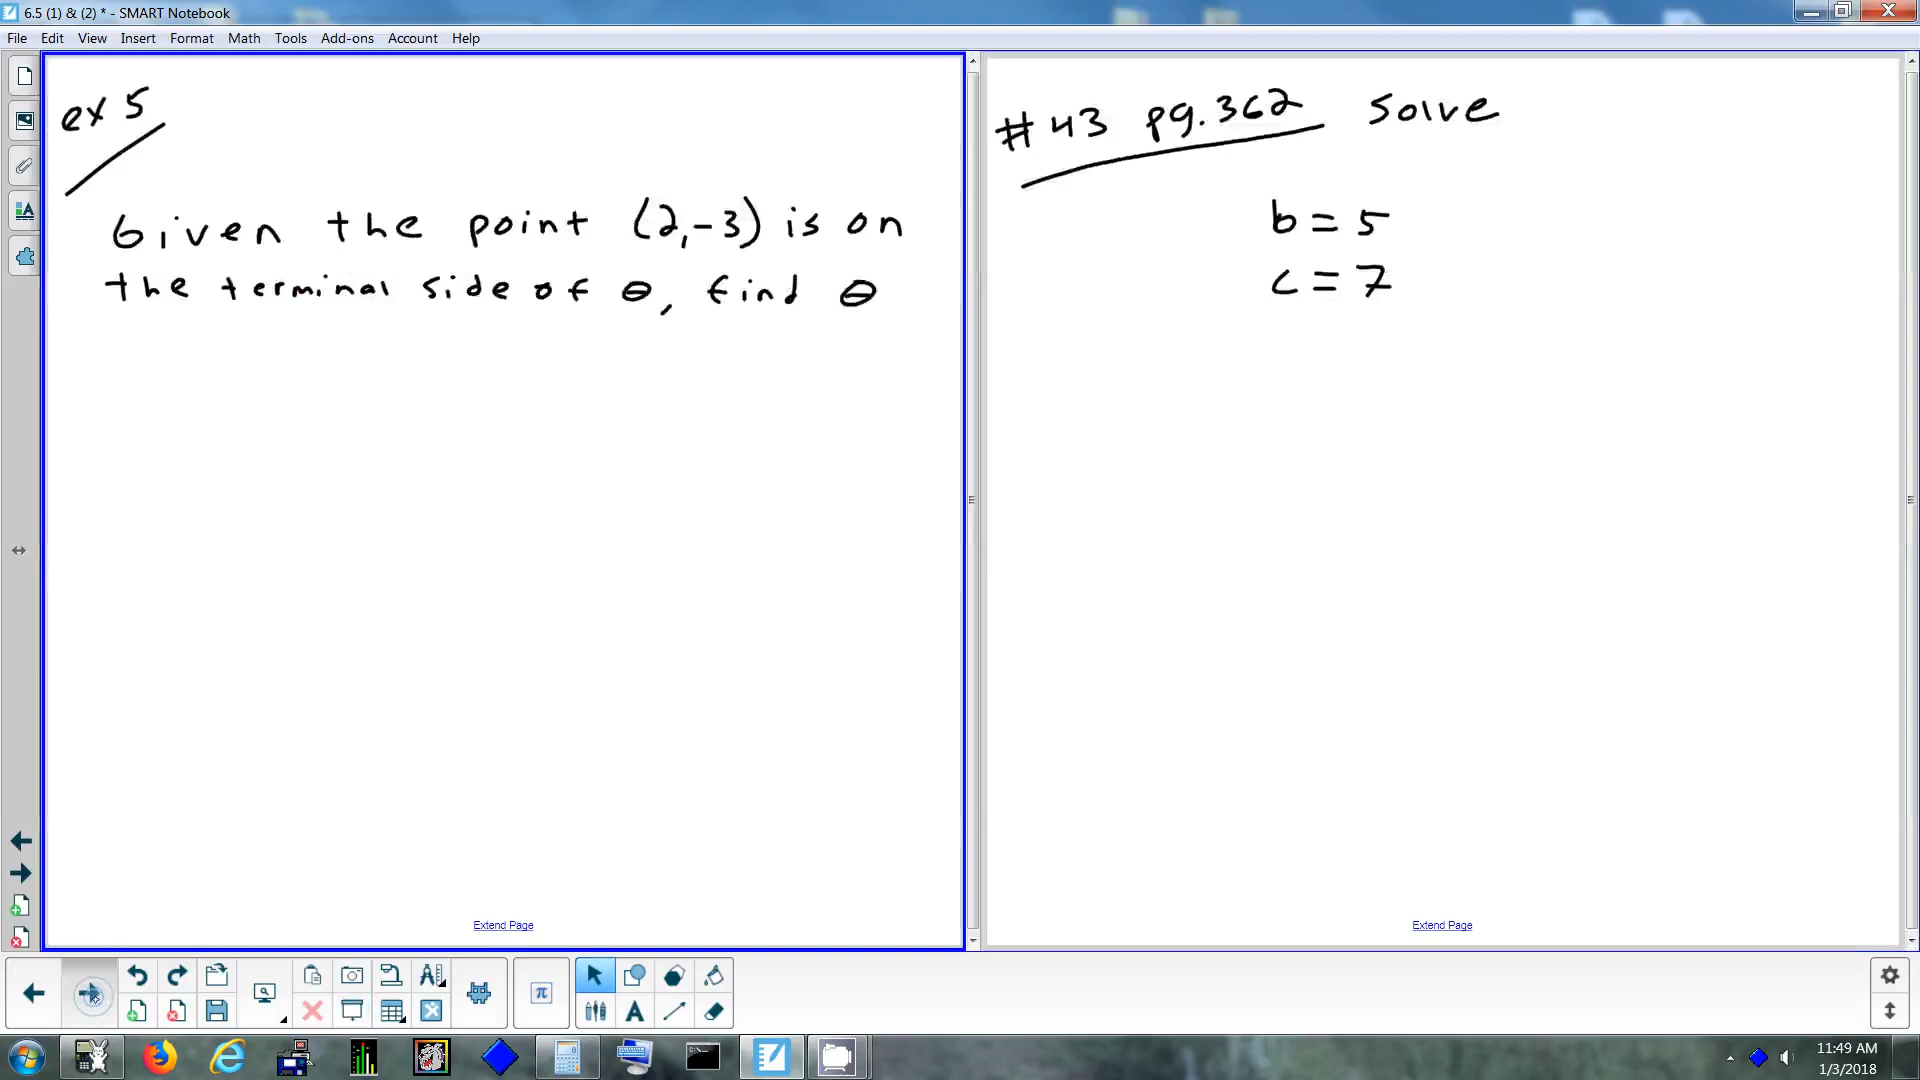 6.5 (1) & (2) * - SMART Notebook
File Edit View Insert Format Math Tools Add-ons Account Help
ex 5
Given the point (2,-3) is on
the terminal side of θ, find θ
Extend Page
#43 pg.362 Solve
b = 5
c = 7
Extend Page
π
A
11:49 AM
1/3/2018